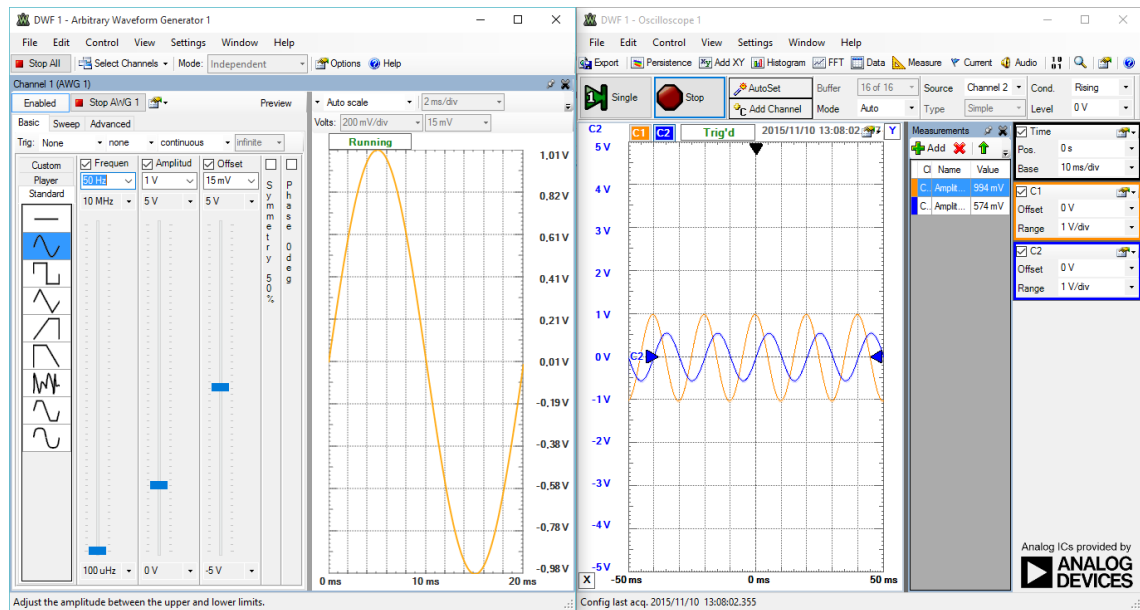 DWF 1 - Arbitrary Waveform Generator 1
File Edit Control View Settings Window Help
Stop All Select Channels Mode: Independent Options Help
Channel 1 (AWG 1)
Enabled Stop AWG 1 Preview
Basic Sweep Advanced
Trig: None none continuous infinite
Custom
Player
Standard
Frequen Amplitud Offset
50 Hz 1 V 15 mV
10 MHz 5 V 5 V
Symmetry 50%
Phase 0 deg
100 uHz 0 V -5 V
Auto scale 2 ms/div
Volts: 200 mV/div 15 mV
Running
1,01 V
0,82 V
0,61 V
0,41 V
0,21 V
0,01 V
-0,19 V
-0,38 V
-0,58 V
-0,78 V
-0,98 V
0 ms 10 ms 20 ms
Adjust the amplitude between the upper and lower limits.
DWF 1 - Oscilloscope 1
File Edit Control View Settings Window Help
Export Persistence Add XY Histogram FFT Data Measure Current Audio
Single Stop AutoSet Buffer 16 of 16 Source Channel 2 Cond. Rising
Add Channel Mode Auto Type Simple Level 0 V
C2 C1 C2 Trig'd 2015/11/10 13:08:02 Y
5 V
4 V
3 V
2 V
1 V
0 V C2
-1 V
-2 V
-3 V
-4 V
-5 V
X -50 ms 0 ms 50 ms
Measurements
Add
Name Value
C.. Amplit... 994 mV
C.. Amplit... 574 mV
Time
Pos. 0 s
Base 10 ms/div
C1
Offset 0 V
Range 1 V/div
C2
Offset 0 V
Range 1 V/div
Analog ICs provided by
ANALOG
DEVICES
Config last acq. 2015/11/10 13:08:02.355